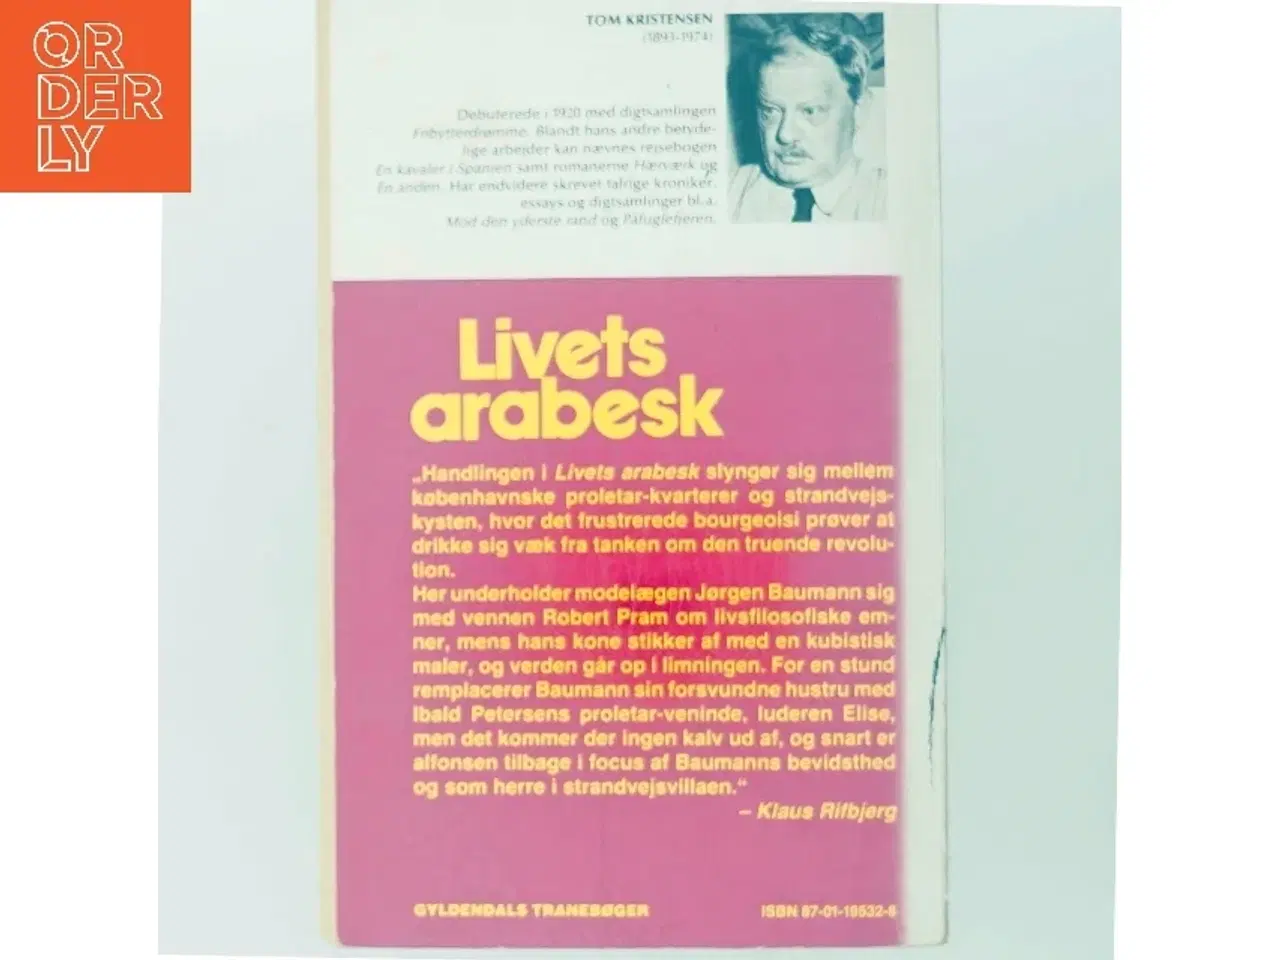 ORDERLY
TOM KRISTENSEN
(1893-1974)
Debuterede i 1920 med digtsamlingen
Fribytterdrømme. Blandt hans andre betyde-
lige arbejder kan nævnes rejsebogen
En kavaler i Spanien samt romanerne Hærværk og
En anden. Har endvidere skrevet talrige kroniker,
essays og digtsamlinger bl.a.
Mod den yderste rand og Påfuglefjeren.
Livets
arabesk
„Handlingen i Livets arabesk slynger sig mellem
københavnske proletar-kvarterer og strandvejs-
kysten, hvor det frustrerede bourgeoisi prøver at
drikke sig væk fra tanken om den truende revolu-
tion.
Her underholder modelægen Jørgen Baumann sig
med vennen Robert Pram om livsfilosofiske em-
ner, mens hans kone stikker af med en kubistisk
maler, og verden går op i limningen. For en stund
remplacerer Baumann sin forsvundne hustru med
Ibald Petersens proletar-veninde, luderen Elise,
men det kommer der ingen kalv ud af, og snart er
alfonsen tilbage i focus af Baumanns bevidsthed
og som herre i strandvejsvillaen.“
– Klaus Rifbjerg
GYLDENDALS TRANEBØGER
ISBN 87-01-19532-8